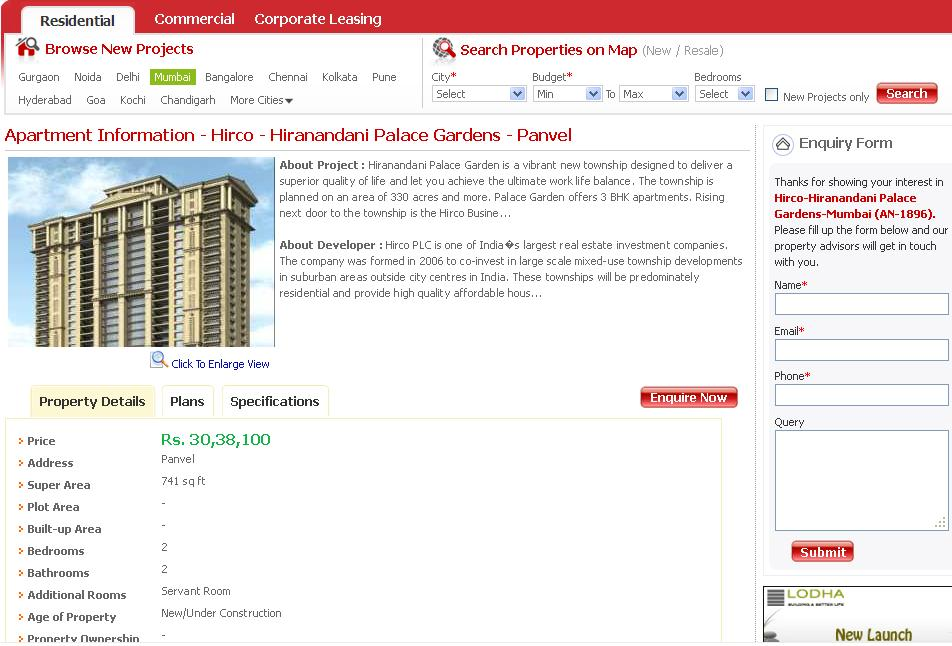 Residential Commercial Corporate Leasing
Browse New Projects
Gurgaon Noida Delhi Mumbai Bangalore Chennai Kolkata Pune
Hyderabad Goa Kochi Chandigarh More Cities
Search Properties on Map (New / Resale)
City* Budget* Bedrooms
Select Min To Max Select New Projects only Search
Apartment Information - Hirco - Hiranandani Palace Gardens - Panvel
About Project : Hiranandani Palace Garden is a vibrant new township designed to deliver a
superior quality of life and let you achieve the ultimate work life balance. The township is
planned on an area of 330 acres and more. Palace Garden offers 3 BHK apartments. Rising
next door to the township is the Hirco Busine...
About Developer : Hirco PLC is one of India�s largest real estate investment companies.
The company was formed in 2006 to co-invest in large scale mixed-use township developments
in suburban areas outside city centres in India. These townships will be predominately
residential and provide high quality affordable hous...
Click To Enlarge View
Property Details Plans Specifications Enquire Now
Price Rs. 30,38,100
Address Panvel
Super Area 741 sq ft
Plot Area -
Built-up Area -
Bedrooms 2
Bathrooms 2
Additional Rooms Servant Room
Age of Property New/Under Construction
Property Ownership -
Enquiry Form
Thanks for showing your interest in
Hirco-Hiranandani Palace
Gardens-Mumbai (AN-1896).
Please fill up the form below and our
property advisors will get in touch
with you.
Name*
Email*
Phone*
Query
Submit
LODHA
BUILDING A BETTER LIFE
New Launch